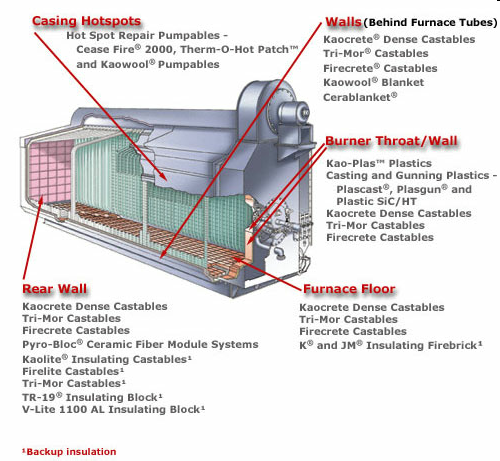 Casing Hotspots
Hot Spot Repair Pumpables -
Cease Fire® 2000, Therm-O-Hot Patch™
and Kaowool® Pumpables
Walls (Behind Furnace Tubes)
Kaocrete® Dense Castables
Tri-Mor® Castables
Firecrete® Castables
Kaowool® Blanket
Cerablanket®
Burner Throat/Wall
Kao-Plas™ Plastics
Casting and Gunning Plastics -
Plascast®, Plasgun® and
Plastic SiC/HT
Kaocrete Dense Castables
Tri-Mor Castables
Firecrete Castables
Rear Wall
Kaocrete Dense Castables
Tri-Mor Castables
Firecrete Castables
Pyro-Bloc® Ceramic Fiber Module Systems
Kaolite® Insulating Castables¹
Firelite Castables¹
Tri-Mor Castables¹
TR-19® Insulating Block¹
V-Lite 1100 AL Insulating Block¹
Furnace Floor
Kaocrete Dense Castables
Tri-Mor Castables
Firecrete Castables
K® and JM® Insulating Firebrick¹
¹Backup insulation